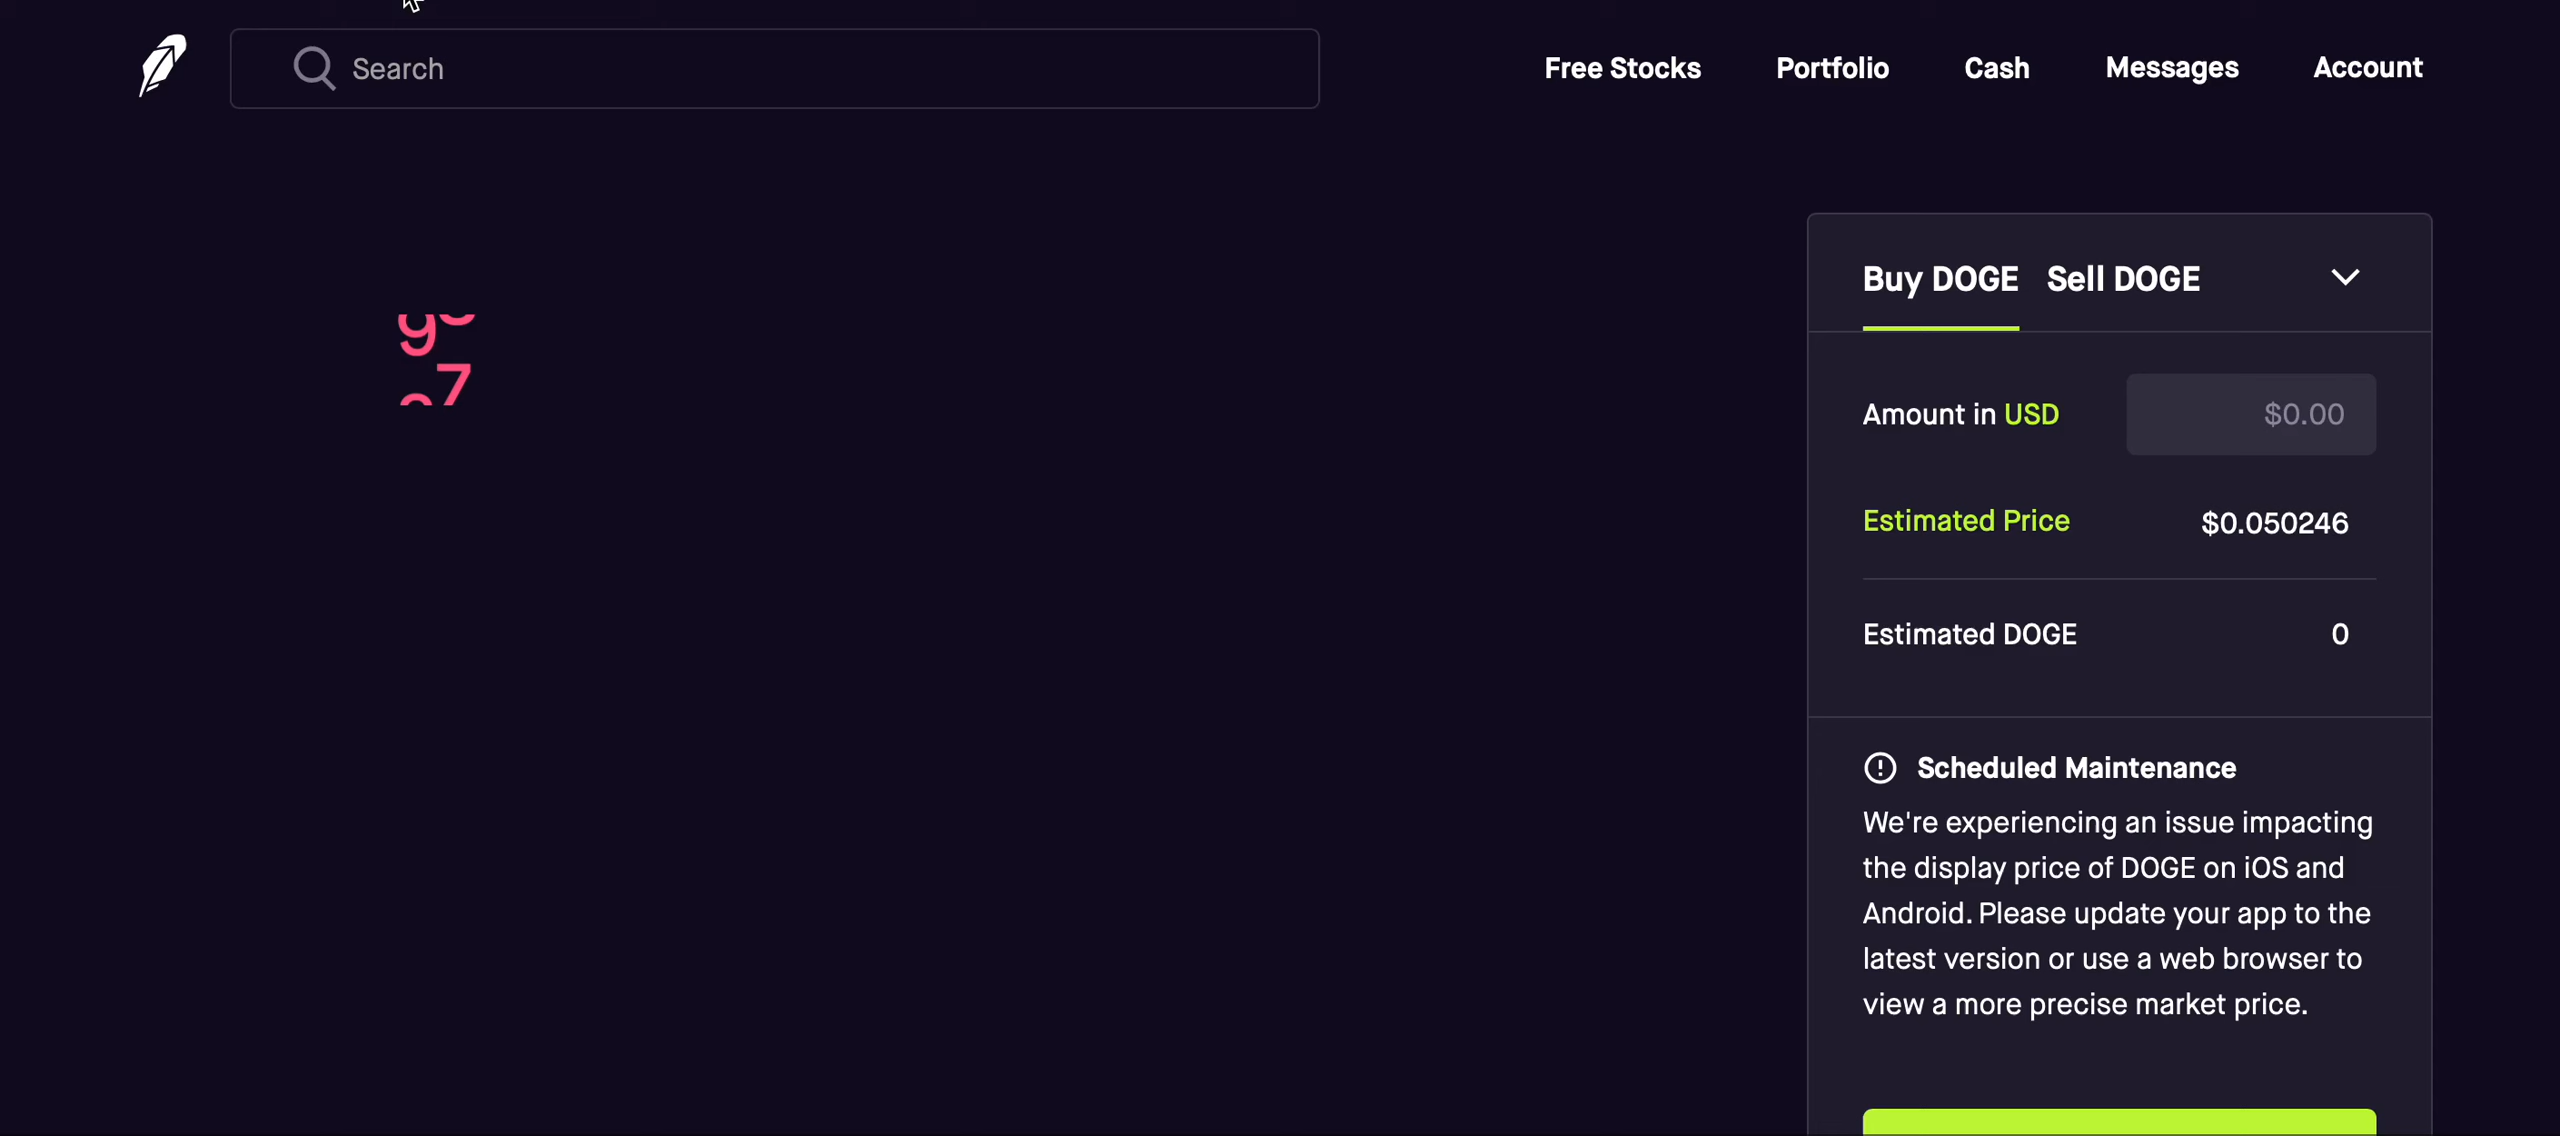 Search
Free Stocks
Portfolio
Cash
Messages
Account
Buy DOGE
Sell DOGE
Amount in USD
$0.00
Estimated Price
$0.050246
Estimated DOGE
0
Scheduled Maintenance
We're experiencing an issue impacting
the display price of DOGE on iOS and
Android. Please update your app to the
latest version or use a web browser to
view a more precise market price.